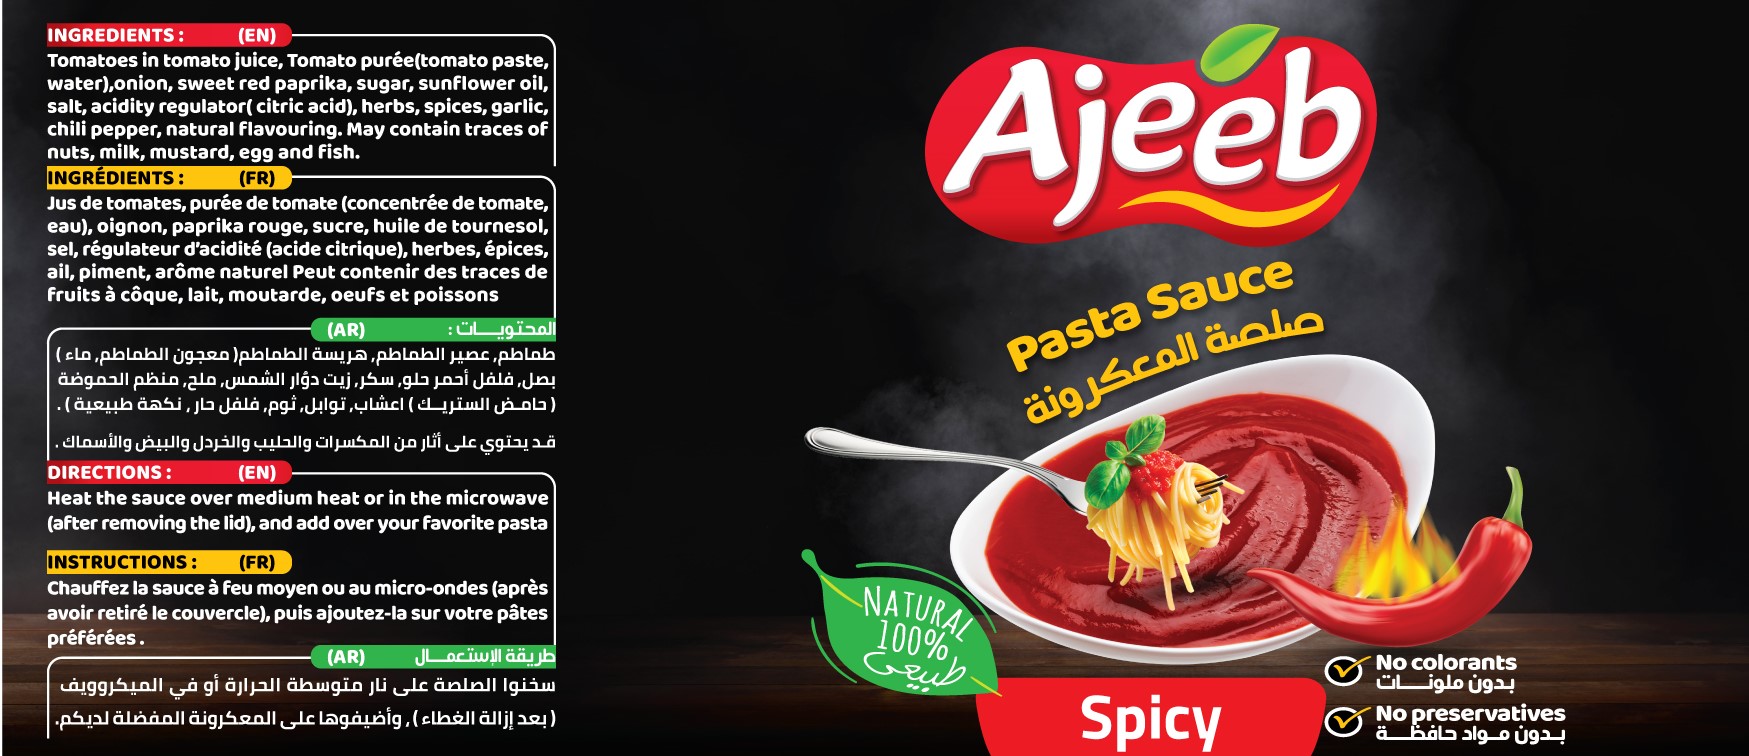 INGREDIENTS : (EN)
Tomatoes in tomato juice, Tomato purée(tomato paste,
water),onion, sweet red paprika, sugar, sunflower oil,
salt, acidity regulator( citric acid), herbs, spices, garlic,
chili pepper, natural flavouring. May contain traces of
nuts, milk, mustard, egg and fish.
INGRÉDIENTS : (FR)
Jus de tomates, purée de tomate (concentrée de tomate,
eau), oignon, paprika rouge, sucre, huile de tournesol,
sel, régulateur d'acidité (acide citrique), herbes, épices,
ail, piment, arôme naturel Peut contenir des traces de
fruits à côque, lait, moutarde, oeufs et poissons
المحتويـــات : (AR)
طماطم, عصير الطماطم, هريسة الطماطم( معجون الطماطم, ماء )
بصل, فلفل أحمر حلو, سكر, زيت دوّار الشمس, ملح, منظم الحموضة
( حامـض الستريــك ) اعشاب, توابل, ثوم, فلفل حار , نكهة طبيعية ) .
قـد يحتوي على أثار من المكسرات والحليب والخردل والبيض والأسماك .
DIRECTIONS : (EN)
Heat the sauce over medium heat or in the microwave
(after removing the lid), and add over your favorite pasta
INSTRUCTIONS : (FR)
Chauffez la sauce à feu moyen ou au micro-ondes (après
avoir retiré le couvercle), puis ajoutez-la sur votre pâtes
préférées .
طريقة الإستعمــال (AR)
سخنوا الصلصة على نار متوسطة الحرارة أو في الميكروويف
( بعد إزالة الغطاء ) , وأضيفوها على المعكرونة المفضلة لديكم.
Ajeeb
Pasta Sauce
صلصة المعكرونة
NATURAL
100%
طبيعي
Spicy
No colorants
بـدون ملونــــات
No preservatives
بــدون مــواد حافظــة